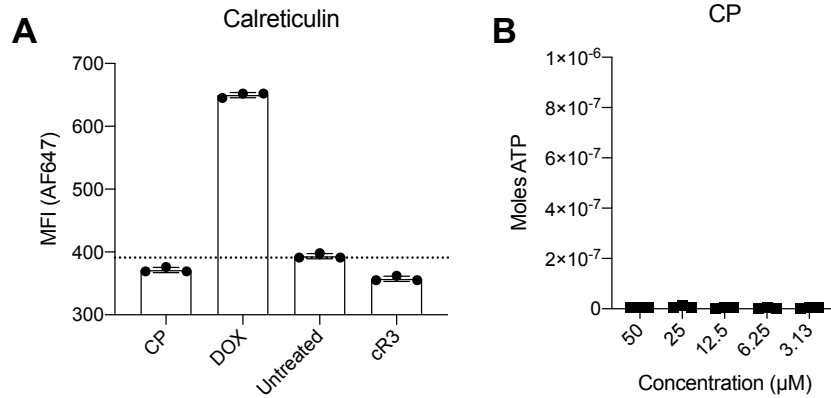 A
Calreticulin
700
600
500
400
300
MFI (AF647)
CP
DOX
Untreated
cR3
B
CP
1×10⁻⁶
8×10⁻⁷
6×10⁻⁷
4×10⁻⁷
2×10⁻⁷
0
Moles ATP
50
25
12.5
6.25
3.13
Concentration (µM)